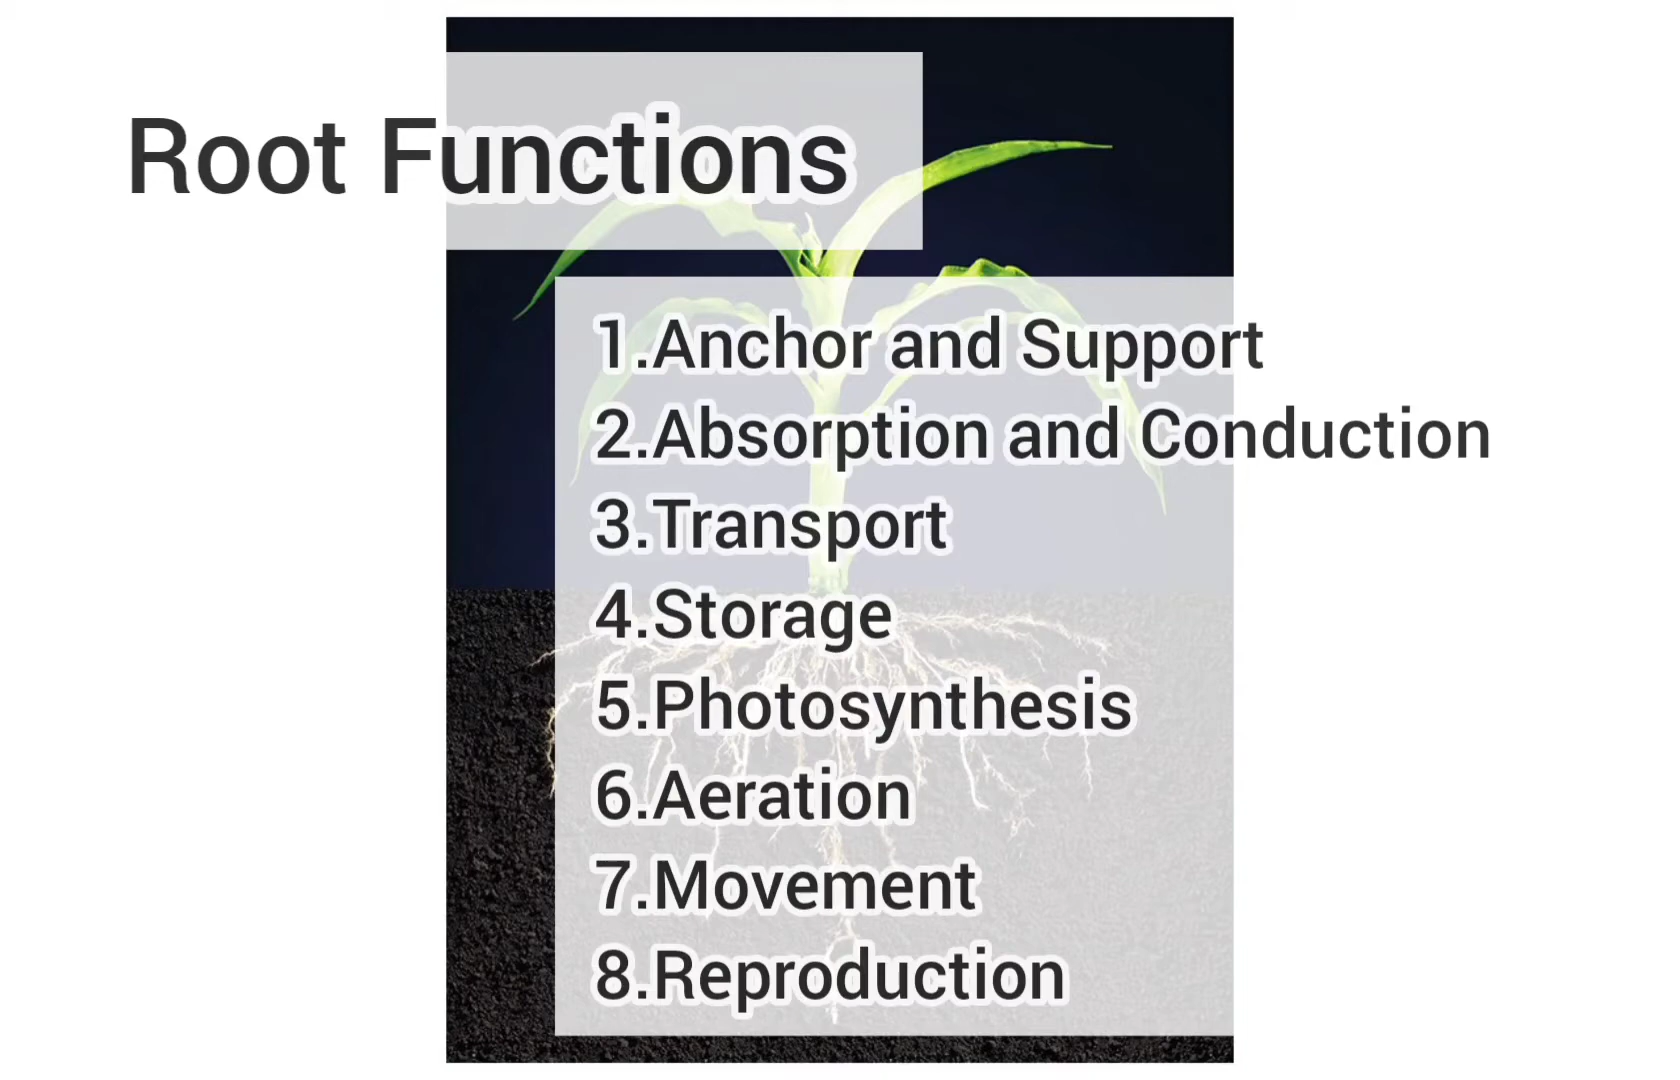 Root Functions
1.Anchor and Support
2.Absorption and Conduction
3.Transport
4.Storage
5.Photosynthesis
6.Aeration
7.Movement
8.Reproduction